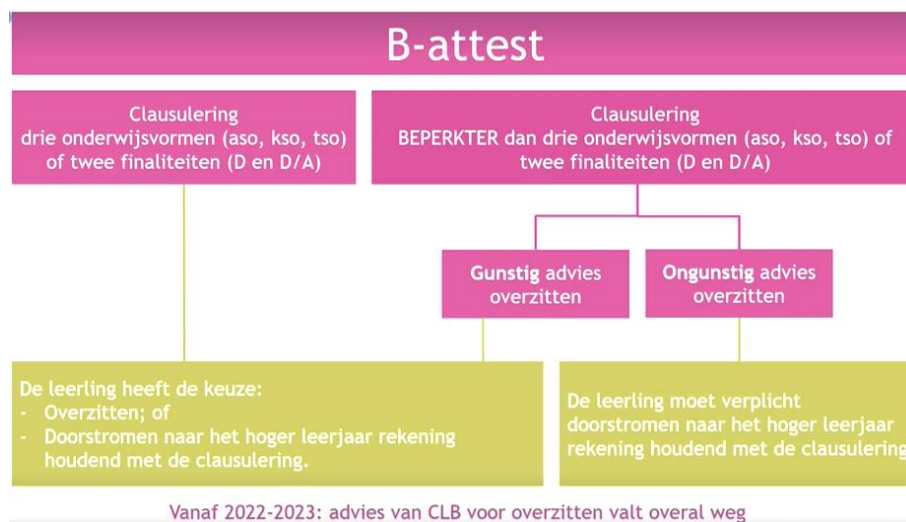 B-attest
Clausulering
drie onderwijsvormen (aso, kso, tso)
of twee finaliteiten (D en D/A)
Clausulering
BEPERKTER dan drie onderwijsvormen (aso, kso, tso) of
twee finaliteiten (D en D/A)
Gunstig advies
overzitten
Ongunstig advies
overzitten
De leerling heeft de keuze:
- Overzitten; of
- Doorstromen naar het hoger leerjaar rekening
houdend met de clausulering.
De leerling moet verplicht
doorstromen naar het hoger leerjaar
rekening houdend met de clausulering
Vanaf 2022-2023: advies van CLB voor overzitten valt overal weg